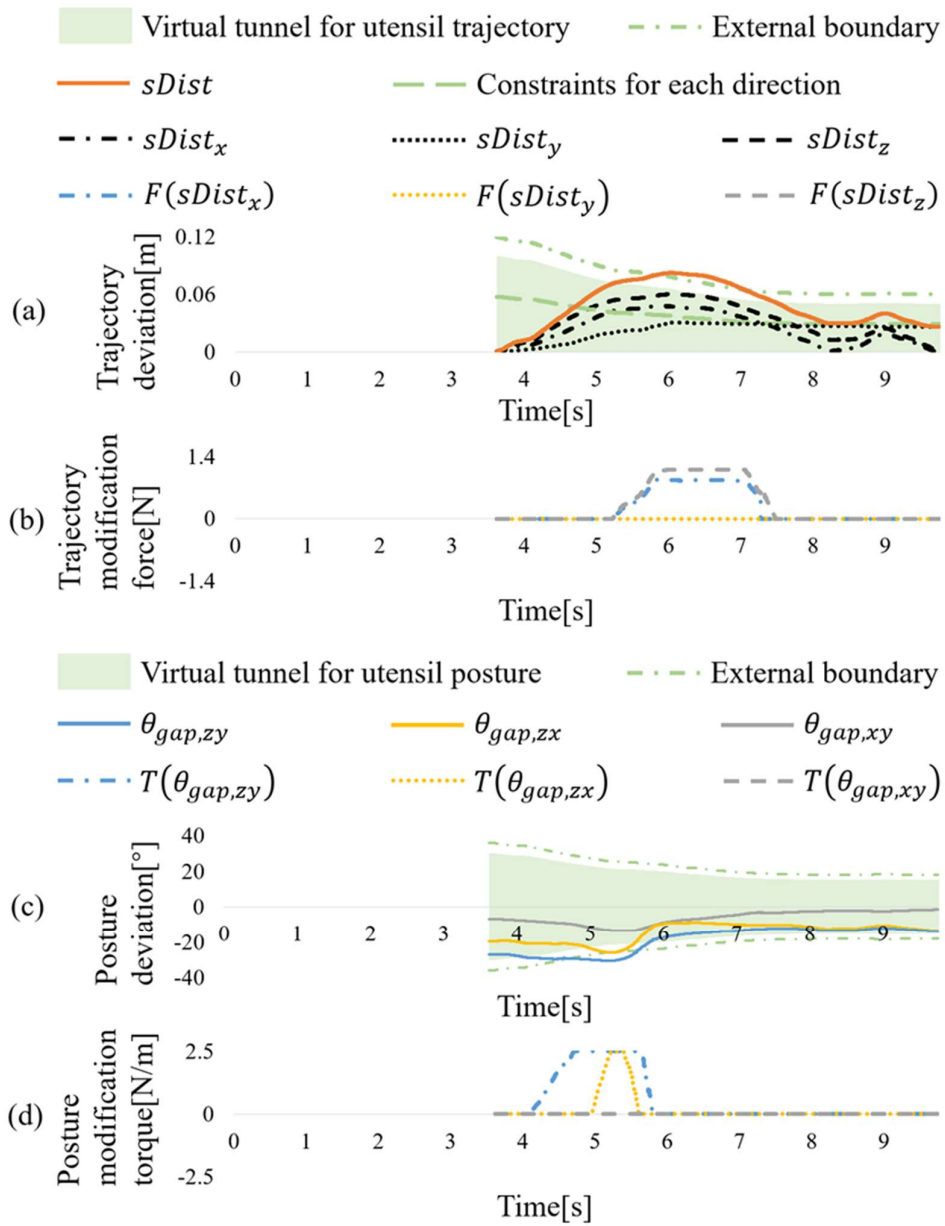 Virtual tunnel for utensil trajectory External boundary
sDist Constraints for each direction
sDist_x sDist_y sDist_z
F(sDist_x) F(sDist_y) F(sDist_z)
(a)
Trajectory
deviation[m]
0.12
0.06
0
0 1 2 3 4 5 6 7 8 9
Time[s]
(b)
Trajectory
modification
force[N]
1.4
0
-1.4
0 1 2 3 4 5 6 7 8 9
Time[s]
Virtual tunnel for utensil posture External boundary
θ_gap,zy θ_gap,zx θ_gap,xy
T(θ_gap,zy) T(θ_gap,zx) T(θ_gap,xy)
(c)
Posture
deviation[°]
40
20
0
-20
-40
0 1 2 3 4 5 6 7 8 9
Time[s]
(d)
Posture
modification
torque[N/m]
2.5
0
-2.5
0 1 2 3 4 5 6 7 8 9
Time[s]